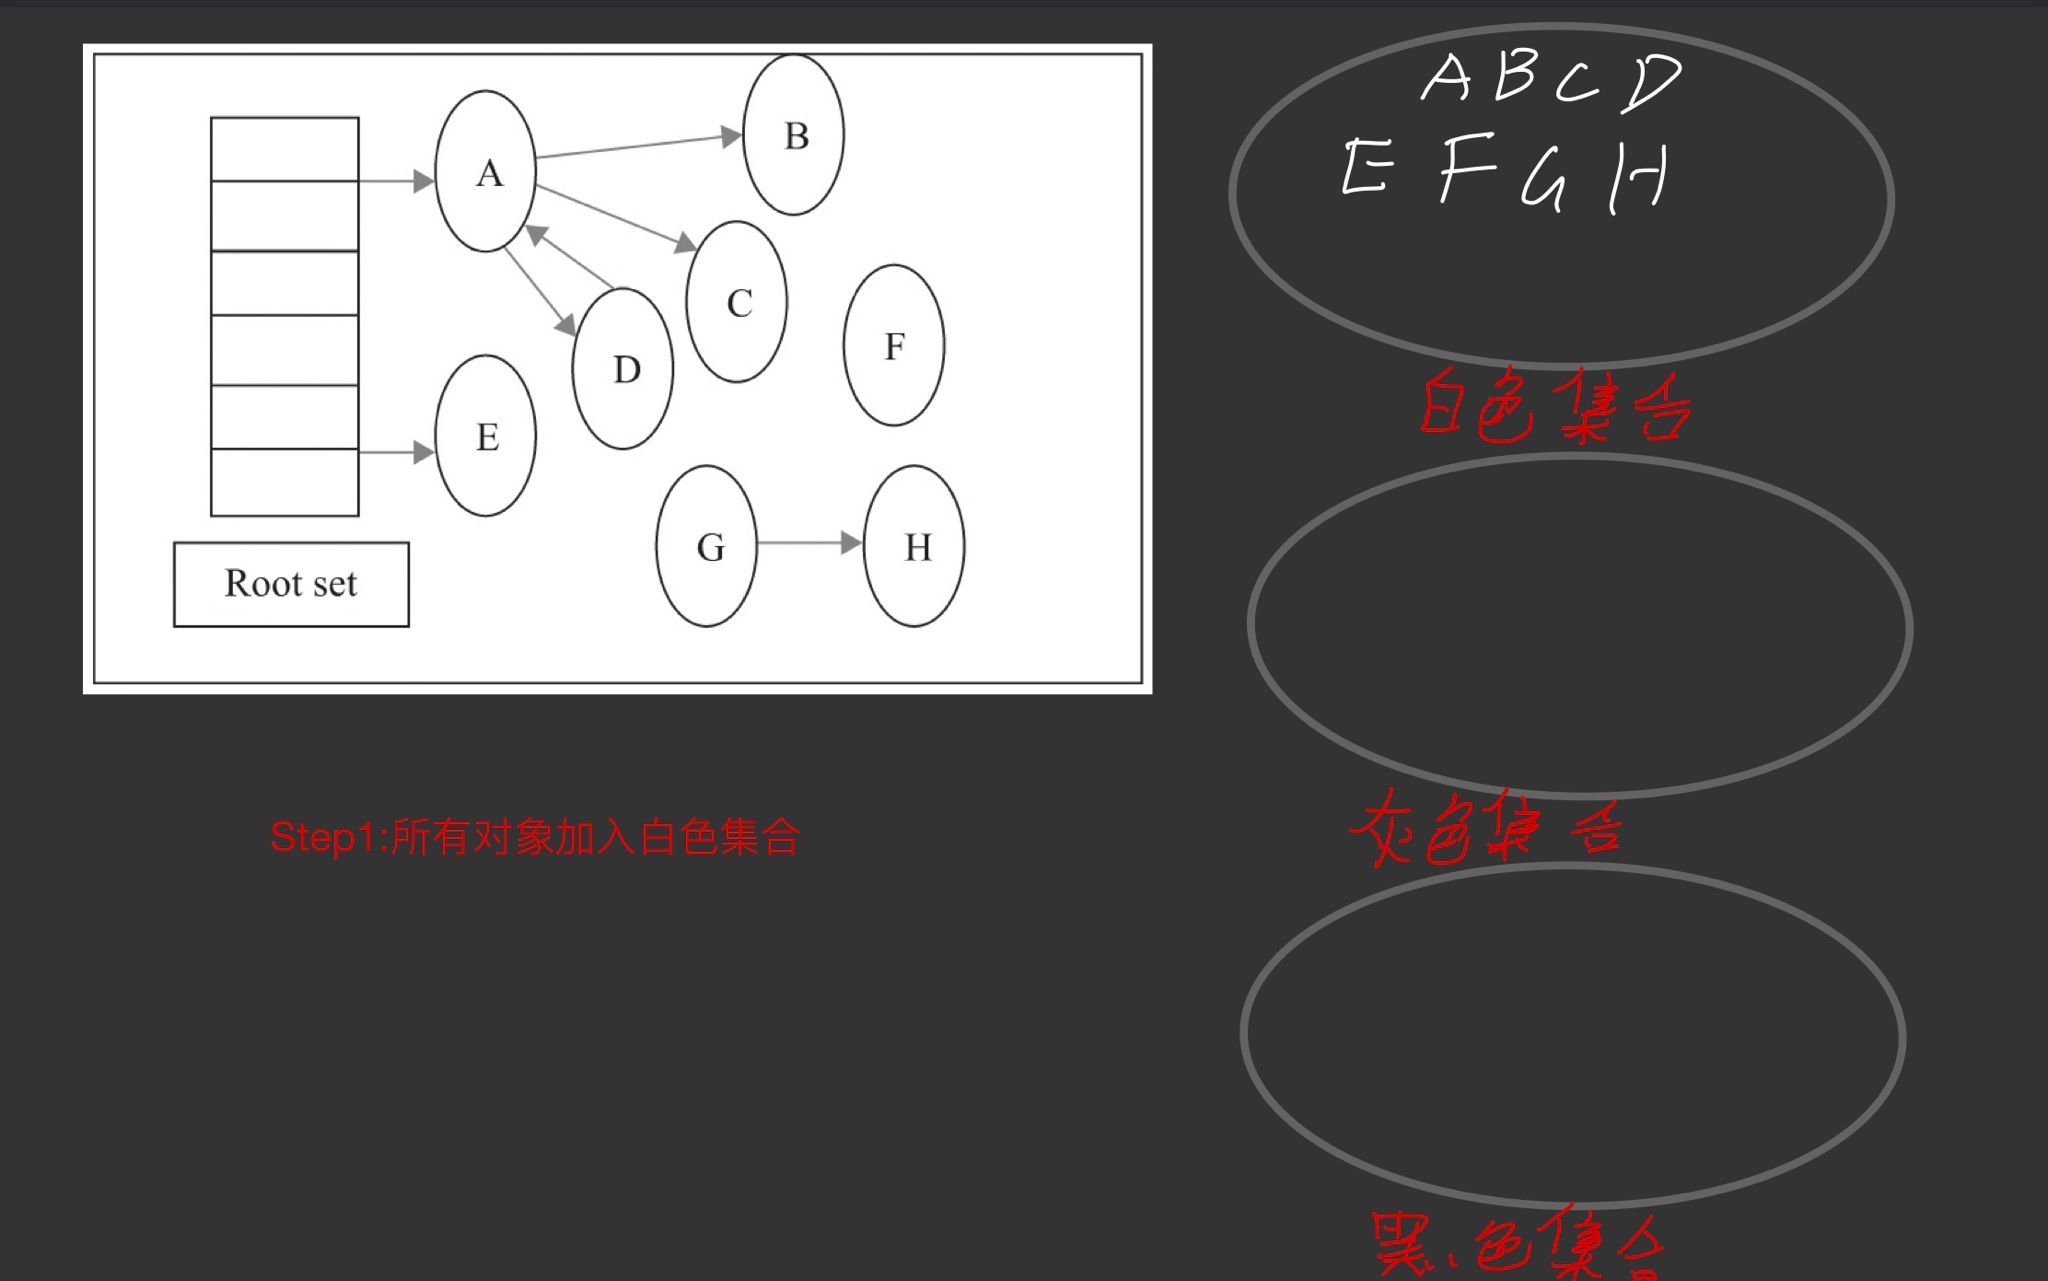 A
B
C
D
E
F
G
H
Root set
A B C D
E F G H
白色集合
灰色集合
黑色集合
Step1:所有对象加入白色集合